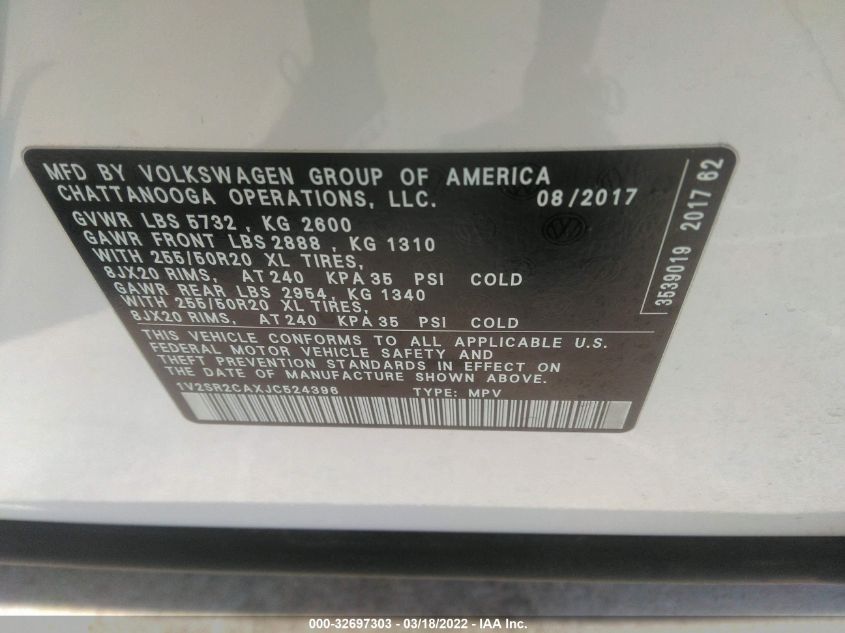 MFD BY VOLKSWAGEN GROUP OF AMERICA
CHATTANOOGA OPERATIONS, LLC. 08/2017
GVWR LBS 5732 , KG 2600
GAWR FRONT LBS 2888 , KG 1310
WITH 255/50R20 XL TIRES,
8JX20 RIMS, AT 240 KPA 35 PSI COLD
GAWR REAR LBS 2954, KG 1340
WITH 255/50R20 XL TIRES,
8JX20 RIMS, AT 240 KPA 35 PSI COLD
THIS VEHICLE CONFORMS TO ALL APPLICABLE U.S.
FEDERAL MOTOR VEHICLE SAFETY AND
THEFT PREVENTION STANDARDS IN EFFECT ON
THE DATE OF MANUFACTURE SHOWN ABOVE.
1V2SR2CAXJC524396 TYPE: MPV
3539019 2017 62
000-32697303 - 03/18/2022 - IAA Inc.